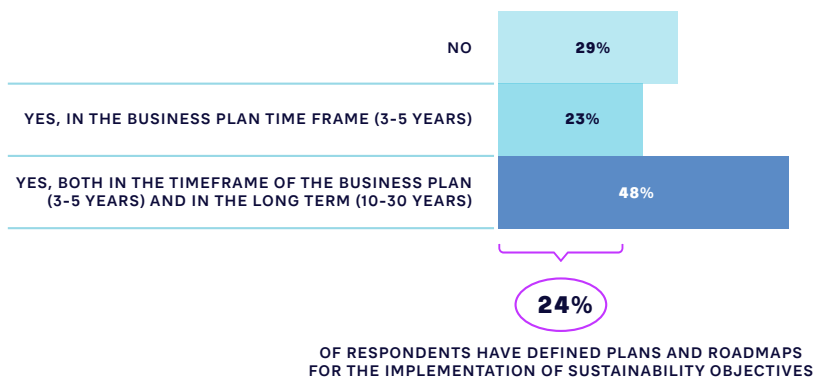 NO
29%
YES, IN THE BUSINESS PLAN TIME FRAME (3-5 YEARS)
23%
YES, BOTH IN THE TIMEFRAME OF THE BUSINESS PLAN
(3-5 YEARS) AND IN THE LONG TERM (10-30 YEARS)
48%
24%
OF RESPONDENTS HAVE DEFINED PLANS AND ROADMAPS
FOR THE IMPLEMENTATION OF SUSTAINABILITY OBJECTIVES